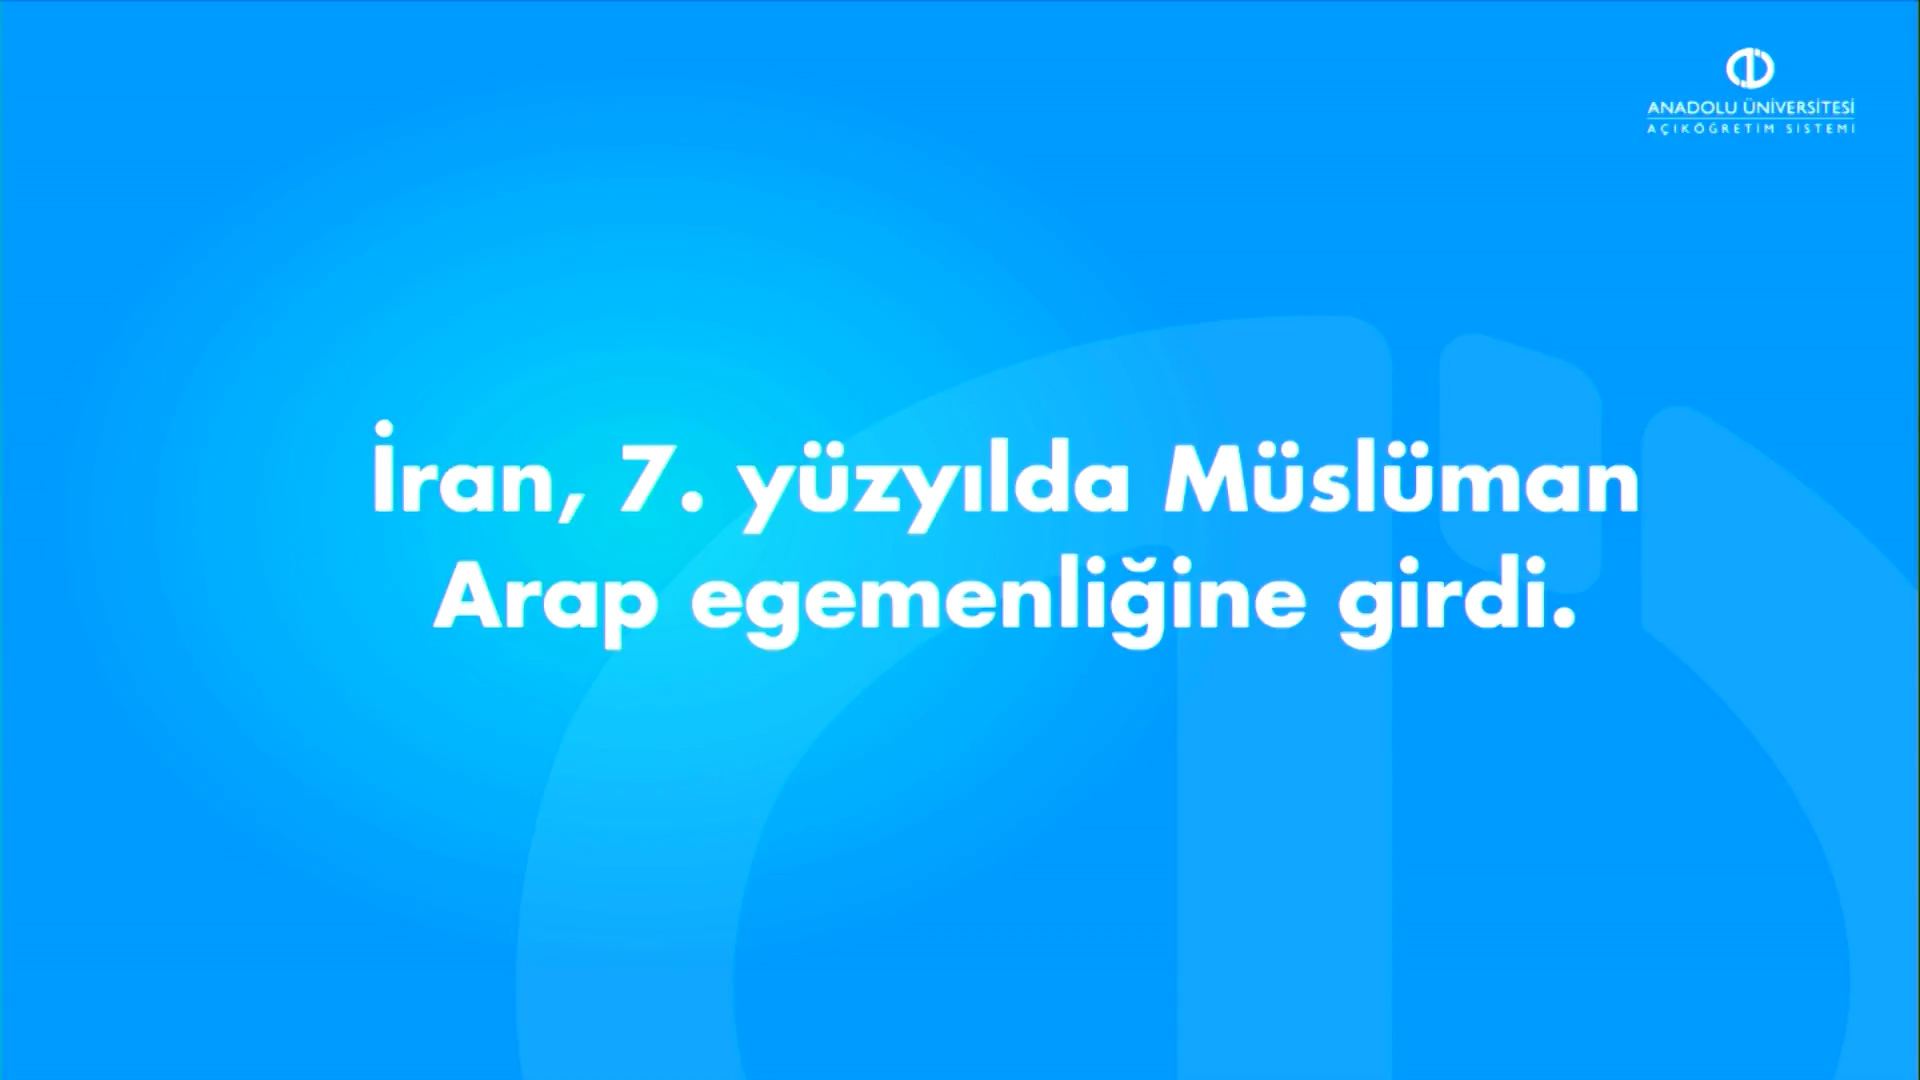 ANADOLU ÜNİVERSİTESİ
AÇIKÖĞRETİM SİSTEMİ
İran, 7. yüzyılda Müslüman
Arap egemenliğine girdi.